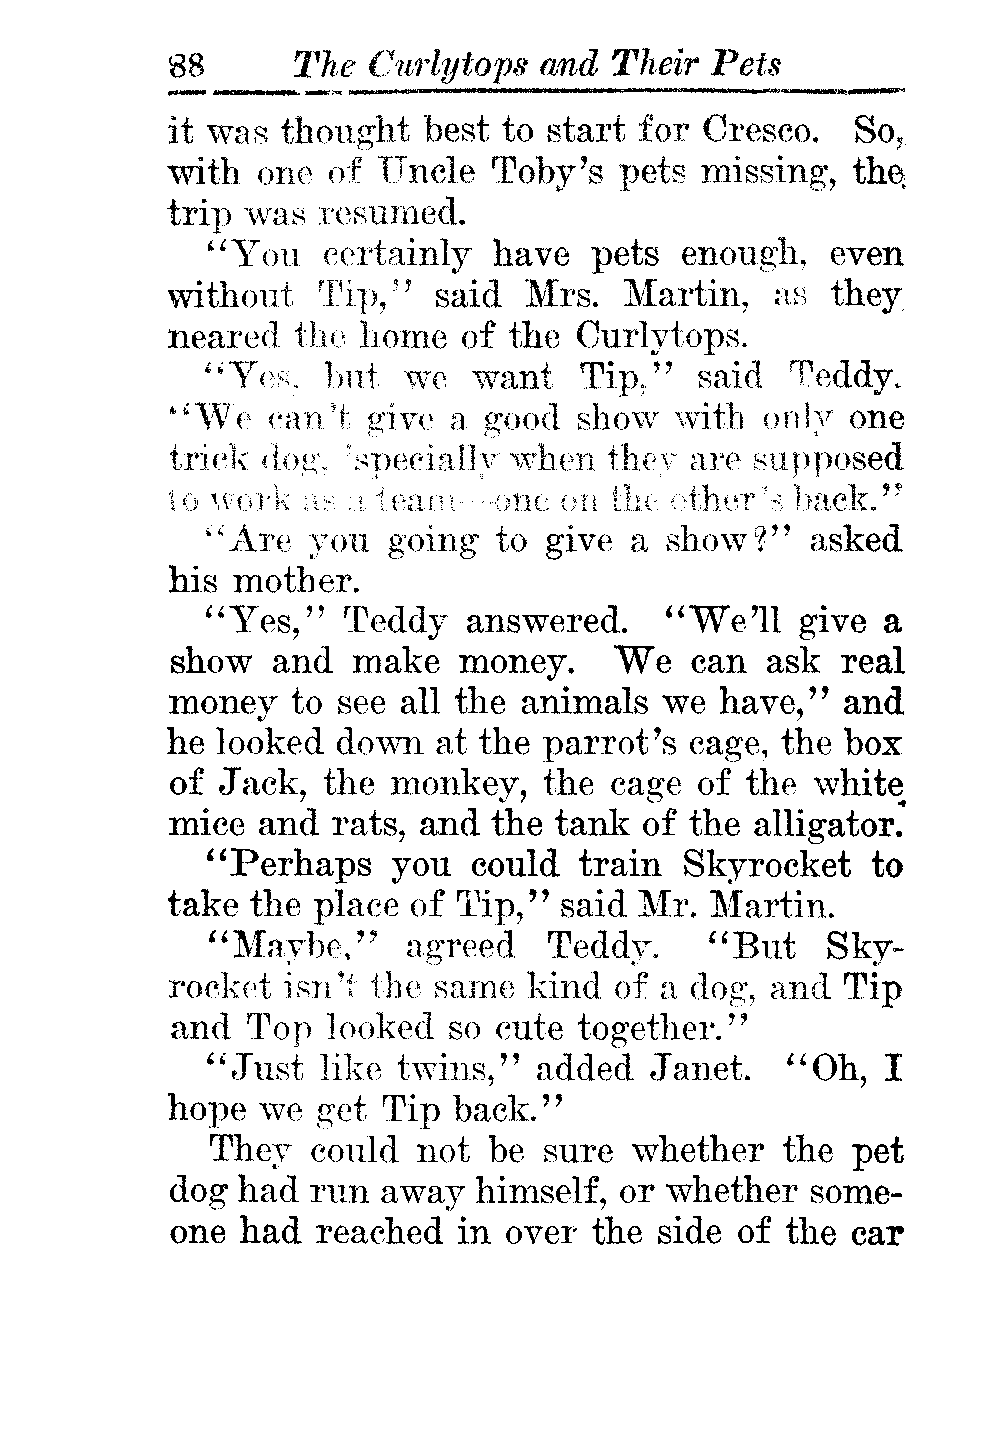 88 The Curlytops and Their Pets
it was thought best to start for Cresco. So,
with one of Uncle Toby's pets missing, the
trip was resumed.
"You certainly have pets enough, even
without Tip," said Mrs. Martin, as they
neared the home of the Curlytops.
"Yes, but we want Tip," said Teddy.
"We can't give a good show with only one
trick dog, 'specially when they are supposed
to work as a team—one on the other's back."
"Are you going to give a show?" asked
his mother.
"Yes," Teddy answered. "We'll give a
show and make money. We can ask real
money to see all the animals we have," and
he looked down at the parrot's cage, the box
of Jack, the monkey, the cage of the white
mice and rats, and the tank of the alligator.
"Perhaps you could train Skyrocket to
take the place of Tip," said Mr. Martin.
"Maybe," agreed Teddy. "But Sky-
rocket isn't the same kind of a dog, and Tip
and Top looked so cute together."
"Just like twins," added Janet. "Oh, I
hope we get Tip back."
They could not be sure whether the pet
dog had run away himself, or whether some-
one had reached in over the side of the car